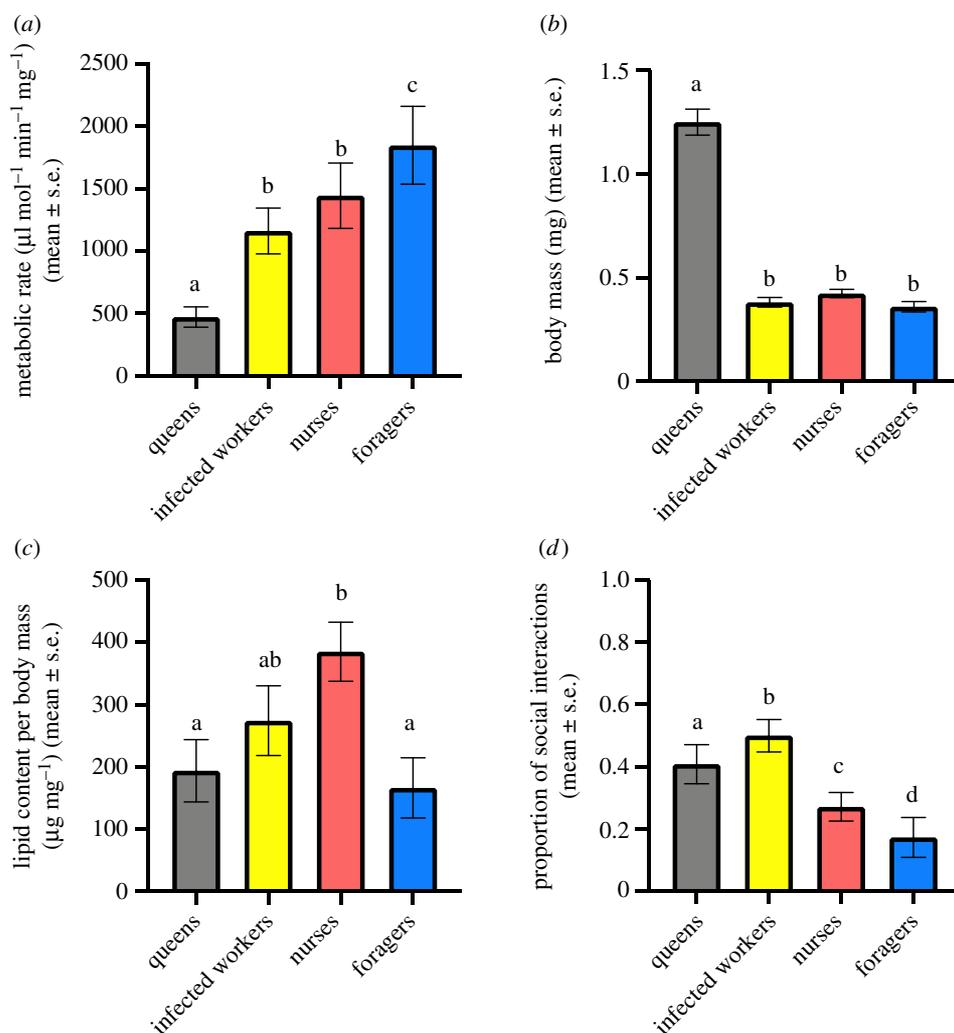 (a)
metabolic rate (µl mol−1 min−1 mg−1)
(mean ± s.e.)
2500
2000
1500
1000
500
0
a
b
b
c
queens
infected workers
nurses
foragers
(b)
body mass (mg) (mean ± s.e.)
1.5
1.0
0.5
0
a
b
b
b
queens
infected workers
nurses
foragers
(c)
lipid content per body mass
(µg mg−1) (mean ± s.e.)
500
400
300
200
100
0
a
ab
b
a
queens
infected workers
nurses
foragers
(d)
proportion of social interactions
(mean ± s.e.)
1.0
0.8
0.6
0.4
0.2
0
a
b
c
d
queens
infected workers
nurses
foragers